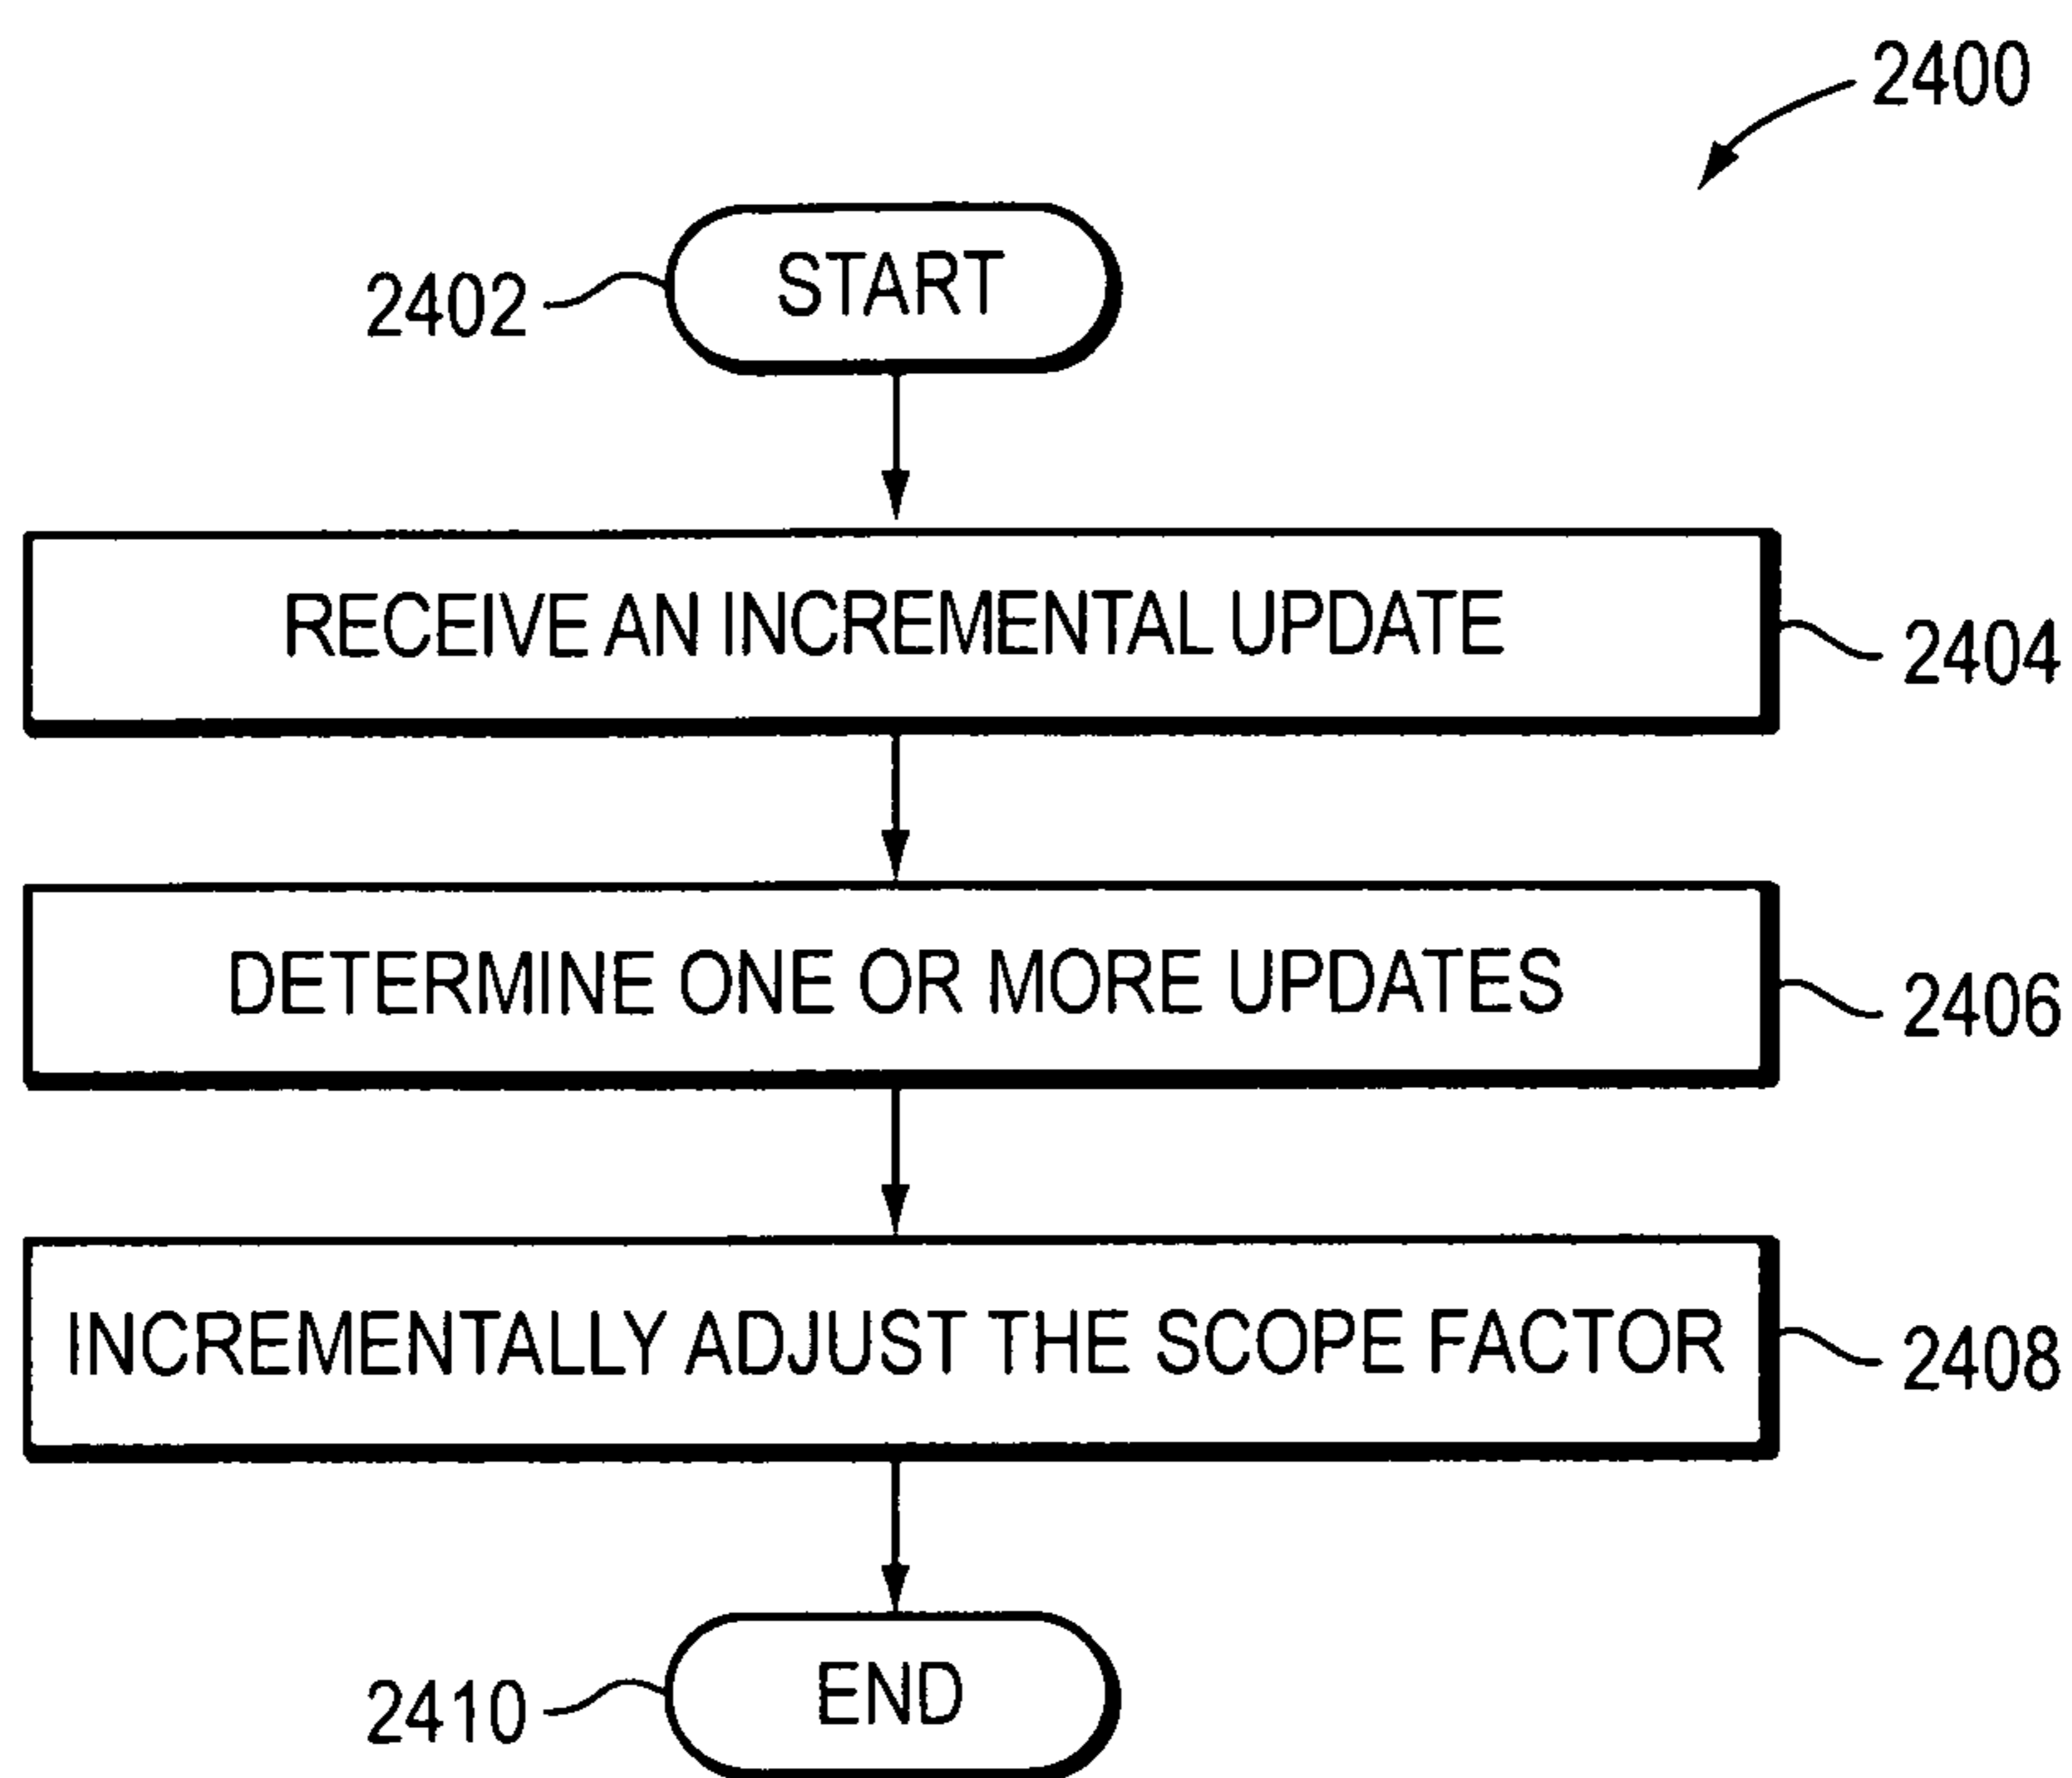 2400
2402
START
RECEIVE AN INCREMENTAL UPDATE
2404
DETERMINE ONE OR MORE UPDATES
2406
INCREMENTALLY ADJUST THE SCOPE FACTOR
2408
2410
END